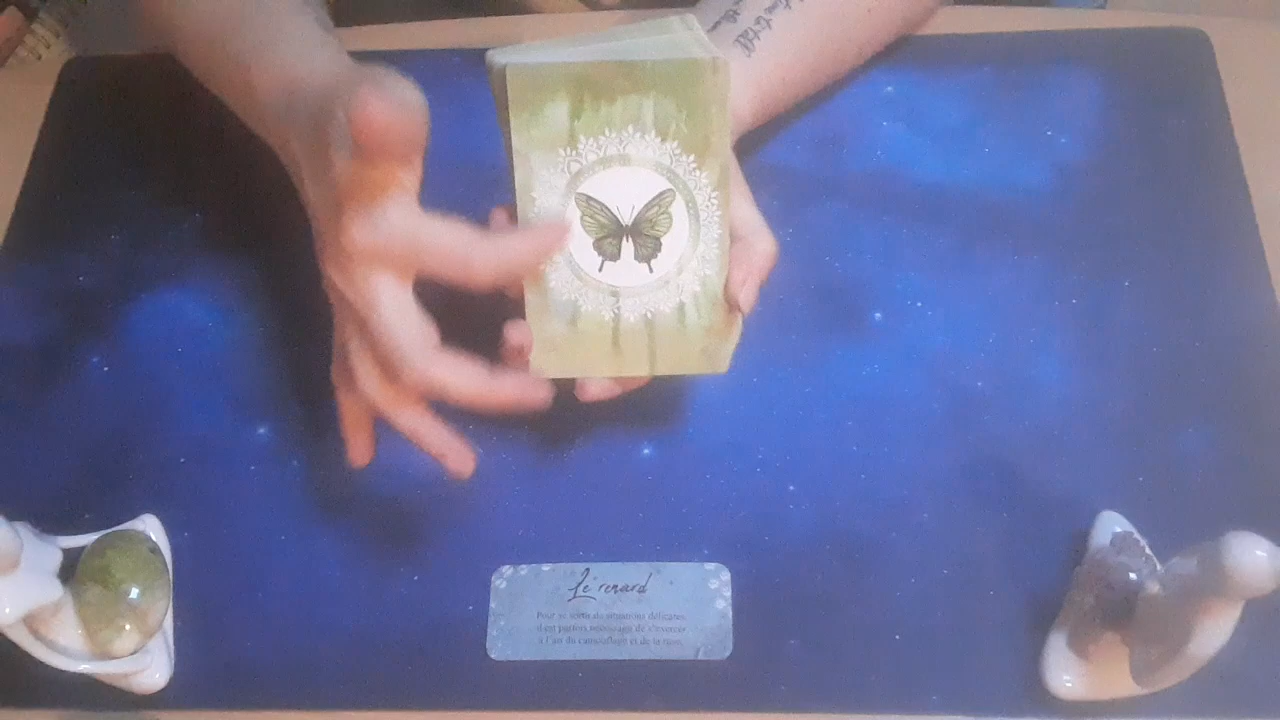 Le renard
Pour se sortir de situations délicates,
il est parfois nécessaire de s'exercer
à l'art du camouflage et de la ruse.